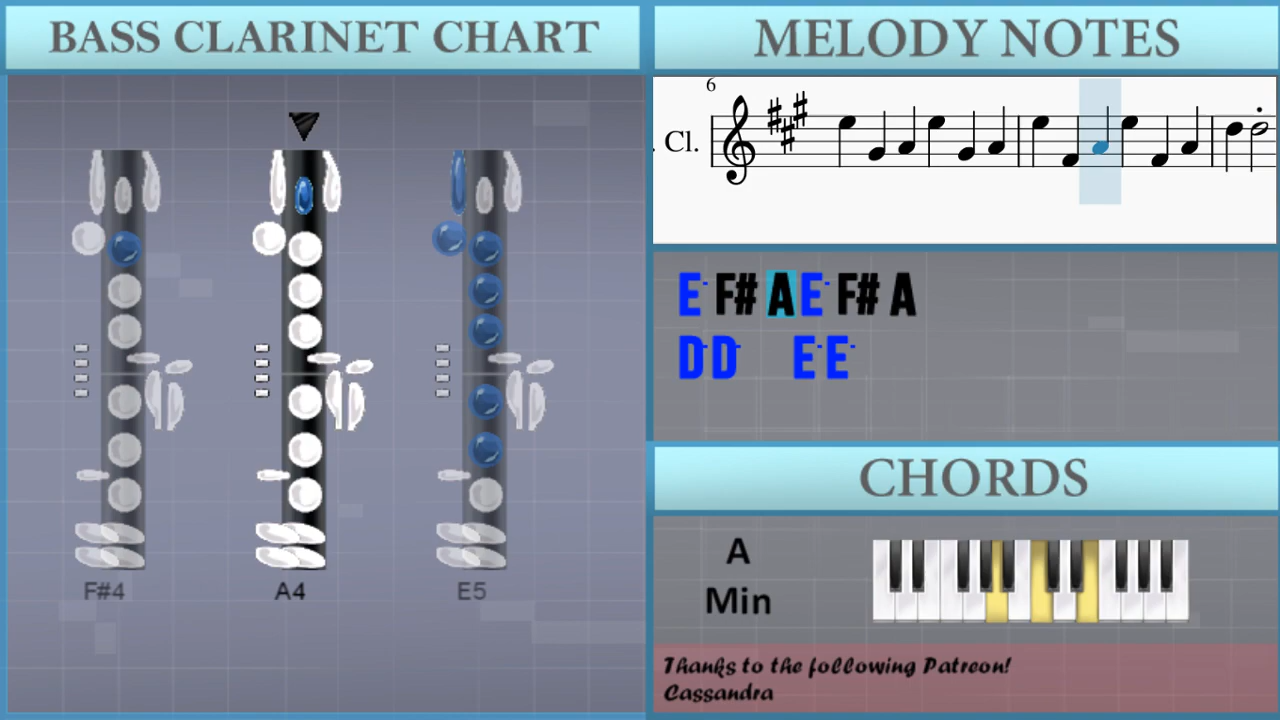 BASS CLARINET CHART
F#4 A4 E5
MELODY NOTES
6
. Cl.
E· F# A E· F# A
D· D· E· E·
CHORDS
A
Min
Thanks to the following Patreon!
Cassandra